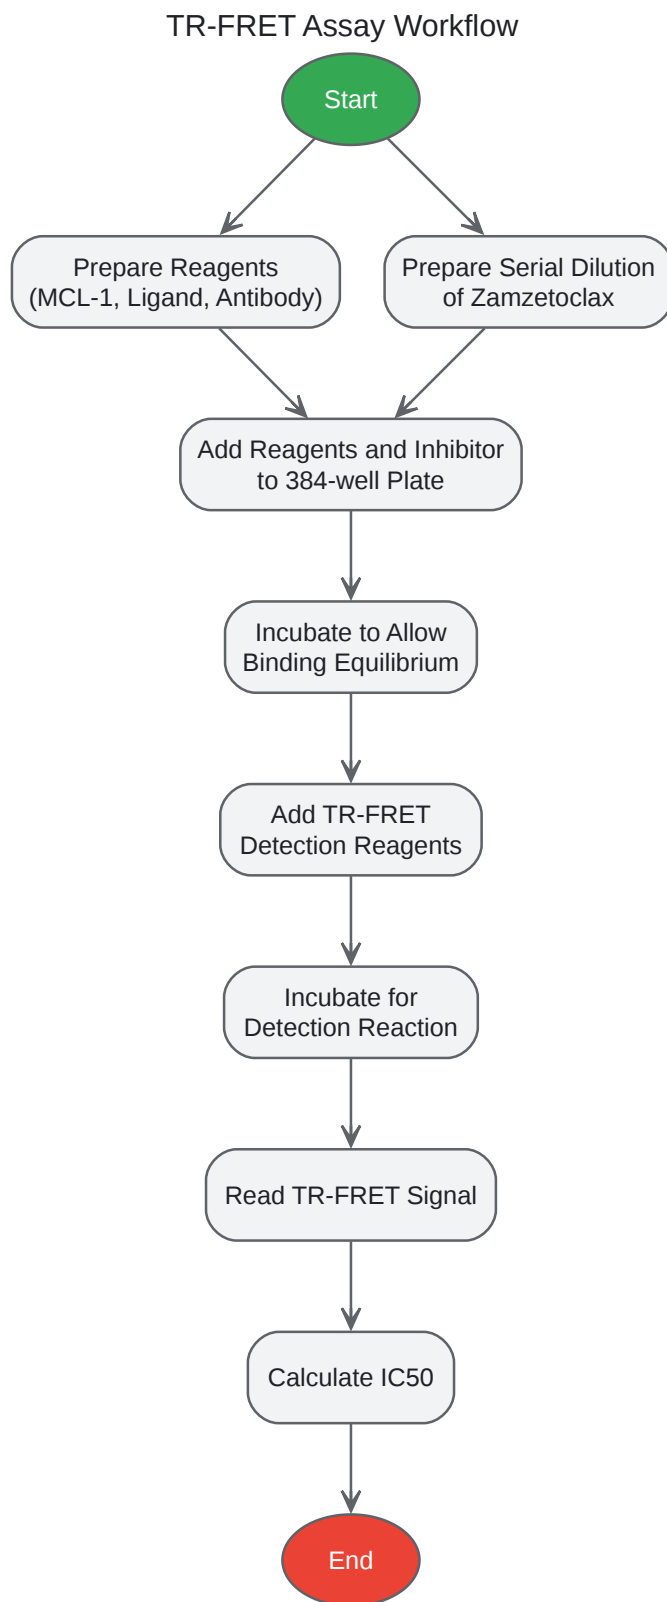 TR-FRET Assay Workflow
Start
Prepare Reagents
(MCL-1, Ligand, Antibody)
Prepare Serial Dilution
of Zamzetoclax
Add Reagents and Inhibitor
to 384-well Plate
Incubate to Allow
Binding Equilibrium
Add TR-FRET
Detection Reagents
Incubate for
Detection Reaction
Read TR-FRET Signal
Calculate IC50
End